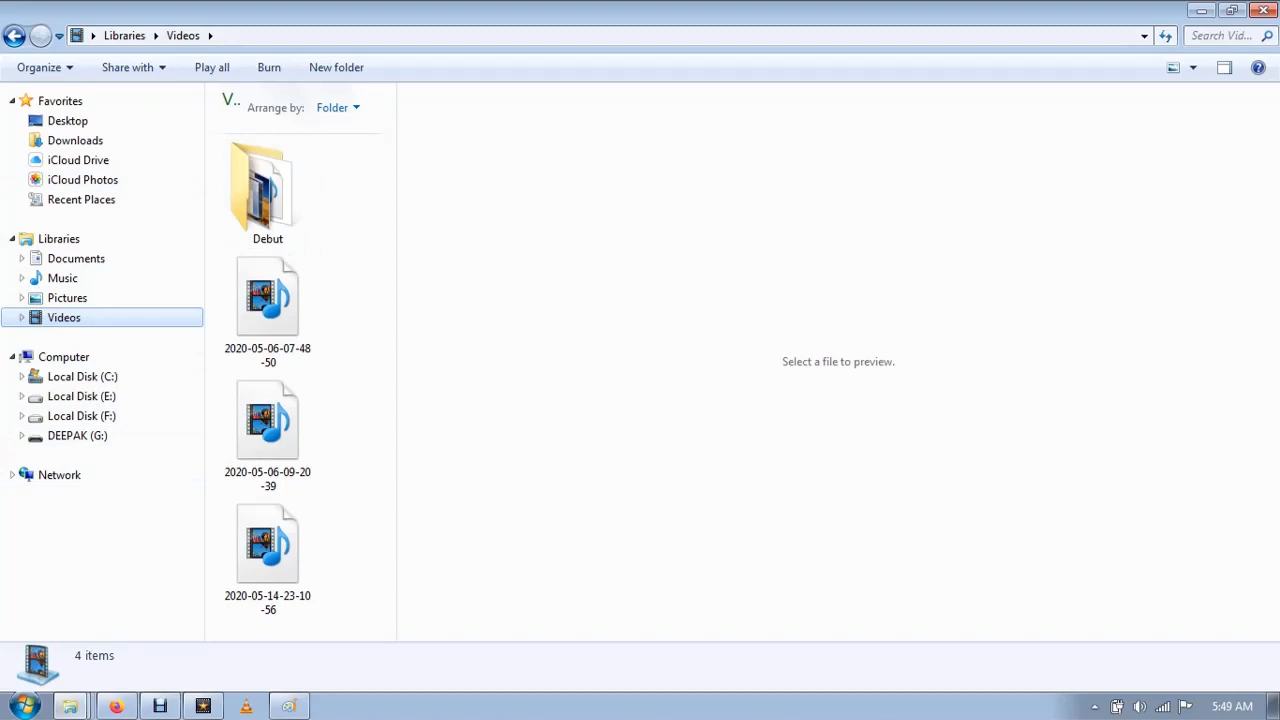 Libraries
Videos
Search Vid...
Organize
Share with
Play all
Burn
New folder
Favorites
Desktop
Downloads
iCloud Drive
iCloud Photos
Recent Places
Libraries
Documents
Music
Pictures
Videos
Computer
Local Disk (C:)
Local Disk (E:)
Local Disk (F:)
DEEPAK (G:)
Network
V..
Arrange by:
Folder
Debut
2020-05-06-07-48
-50
2020-05-06-09-20
-39
2020-05-14-23-10
-56
Select a file to preview.
4 items
5:49 AM